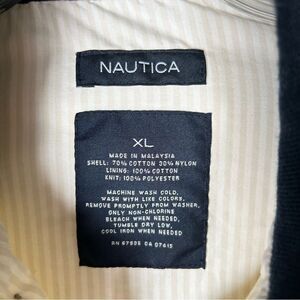 NAUTICA
XL
MADE IN MALAYSIA
SHELL: 70% COTTON 30% NYLON
LINING: 100% COTTON
KNIT: 100% POLYESTER
MACHINE WASH COLD,
WASH WITH LIKE COLORS,
REMOVE PROMPTLY FROM WASHER,
ONLY NON-CHLORINE
BLEACH WHEN NEEDED,
TUMBLE DRY LOW,
COOL IRON WHEN NEEDED
RN 67835 CA 07615